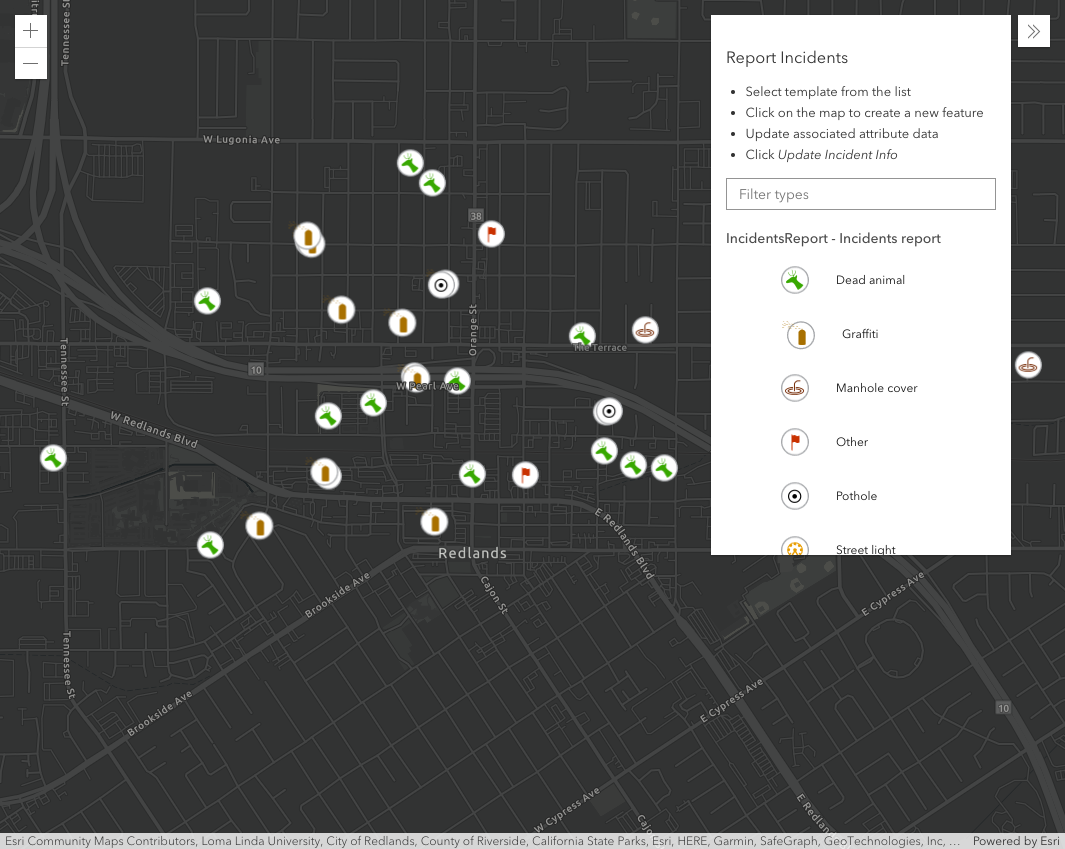 Report Incidents
Select template from the list
Click on the map to create a new feature
Update associated attribute data
Click Update Incident Info
Filter types
IncidentsReport - Incidents report
Dead animal
Graffiti
Manhole cover
Other
Pothole
Street light
Tennessee St
W Lugonia Ave
38
Orange St
The Terrace
10
W Pearl Ave
Tennessee St
W Redlands Blvd
E Redlands Blvd
Redlands
Cajon St
Brookside Ave
E Cypress Ave
Tennessee St
Brookside Ave
E Cypress Ave
10
W Cypress Ave
Esri Community Maps Contributors, Loma Linda University, City of Redlands, County of Riverside, California State Parks, Esri, HERE, Garmin, SafeGraph, GeoTechnologies, Inc, ...
Powered by Esri